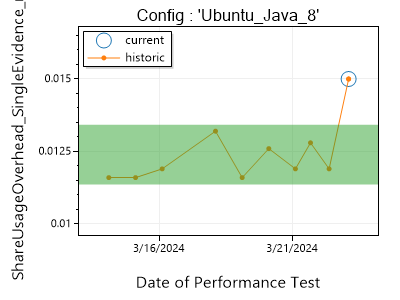 Config : 'Ubuntu_Java_8'
current
historic
ShareUsageOverhead_SingleEvidence_
0.015
0.0125
0.01
3/16/2024
3/21/2024
Date of Performance Test